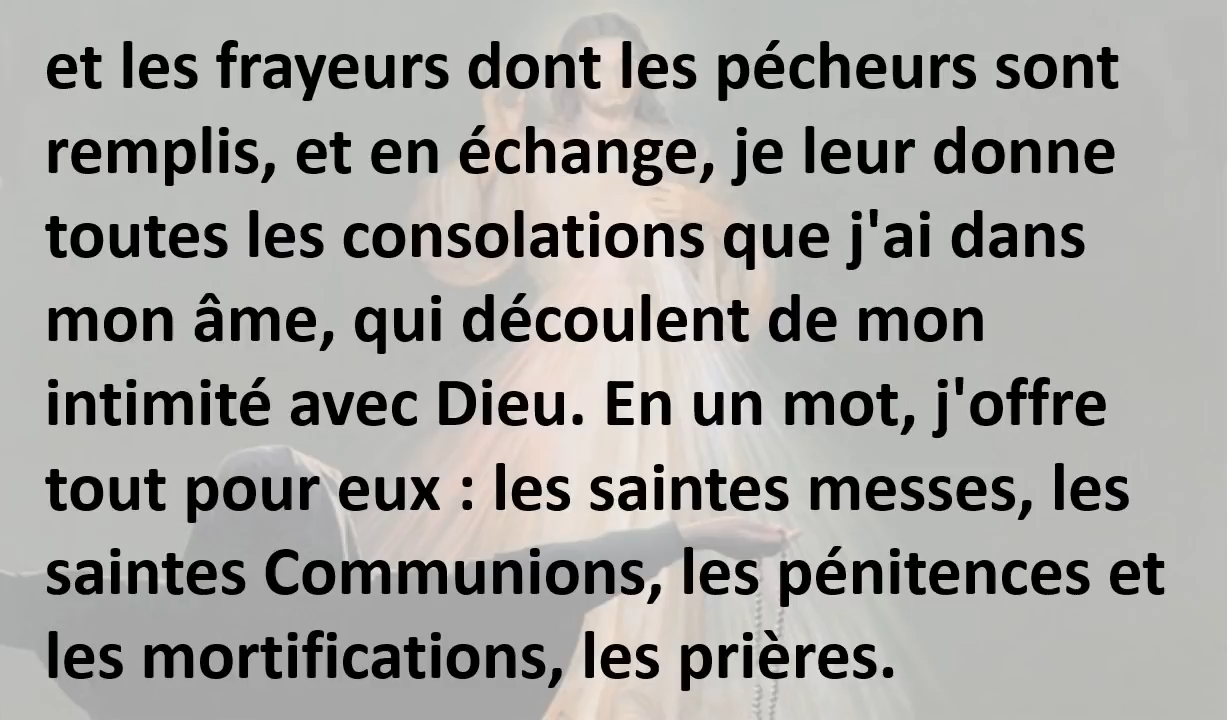 et les frayeurs dont les pécheurs sont
remplis, et en échange, je leur donne
toutes les consolations que j'ai dans
mon âme, qui découlent de mon
intimité avec Dieu. En un mot, j'offre
tout pour eux : les saintes messes, les
saintes Communions, les pénitences et
les mortifications, les prières.